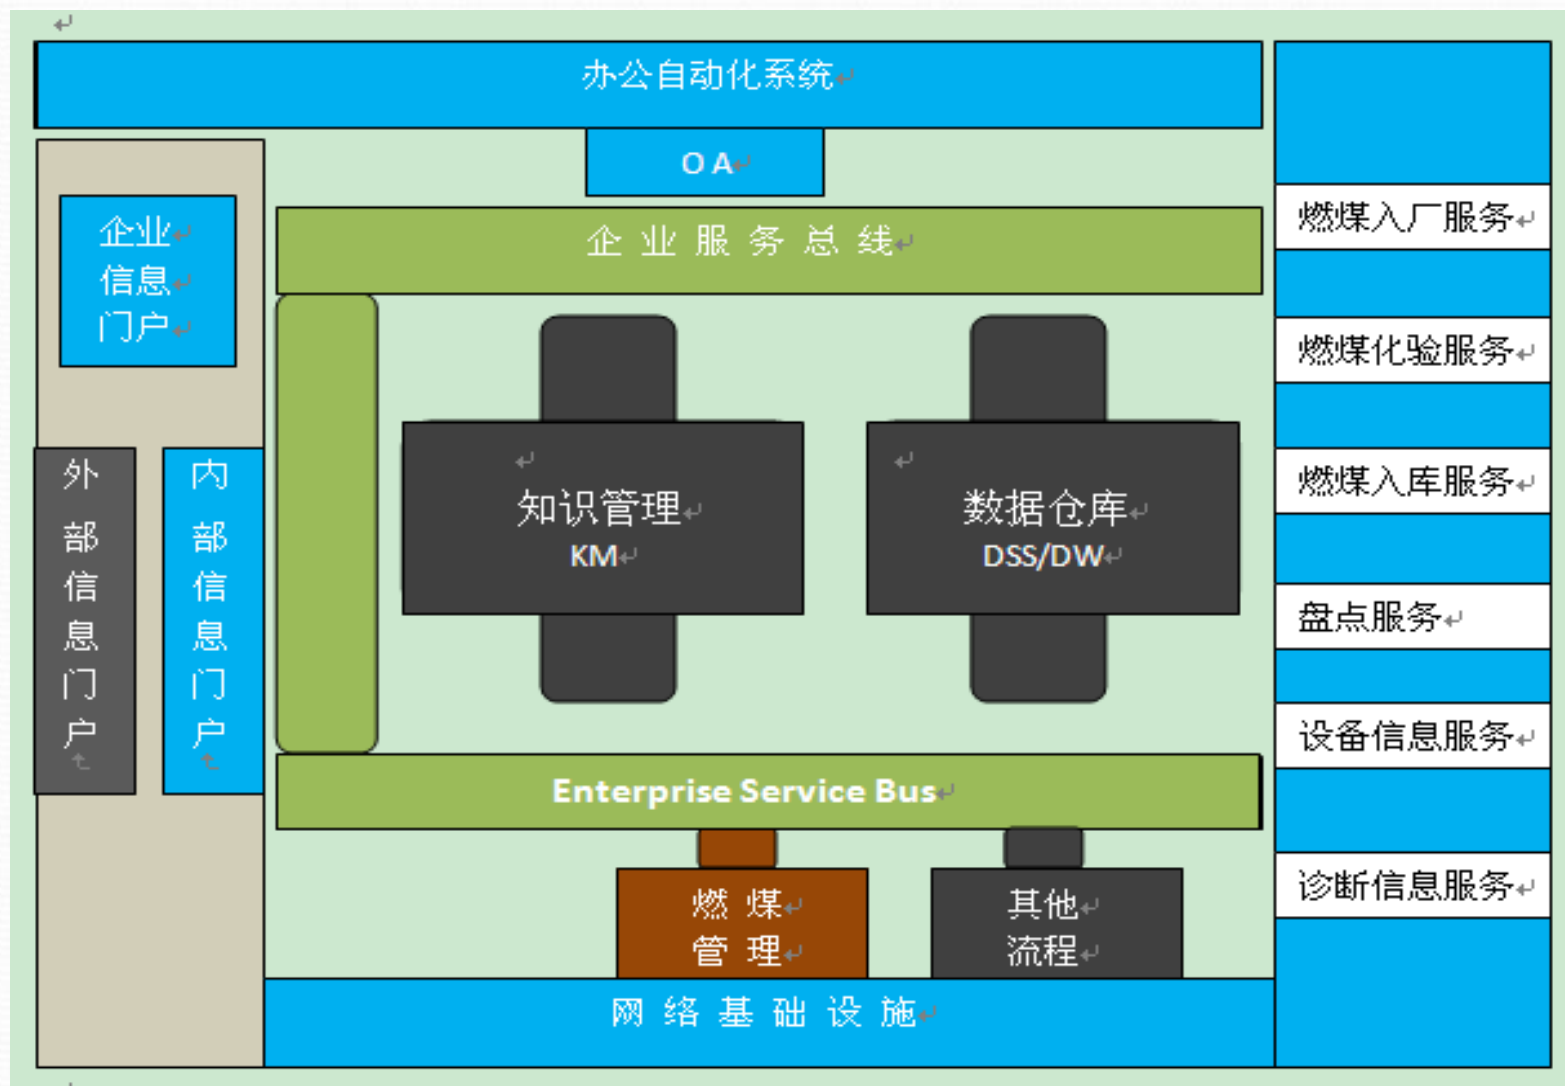 办公自动化系统
O A
企业
信息
门户
外部信息门户
内部信息门户
企 业 服 务 总 线
知识管理
KM
数据仓库
DSS/DW
Enterprise Service Bus
燃 煤
管 理
其他
流程
网 络 基 础 设 施
燃煤入厂服务
燃煤化验服务
燃煤入库服务
盘点服务
设备信息服务
诊断信息服务